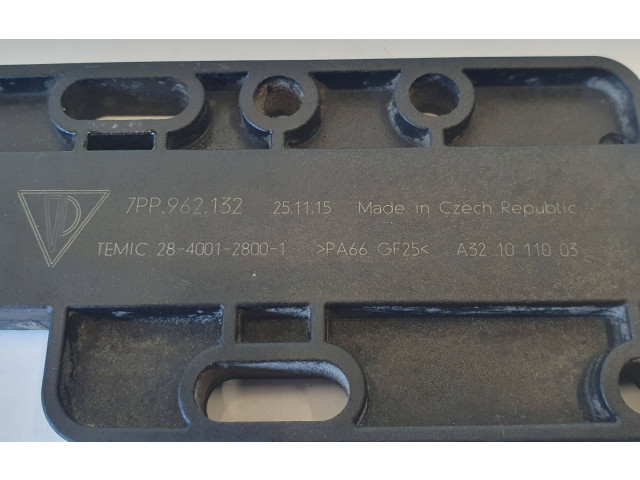 7PP.962.132 25.11.15 Made in Czech Republic
TEMIC 28-4001-2800-1 >PA66 GF25< A32 10 110 03